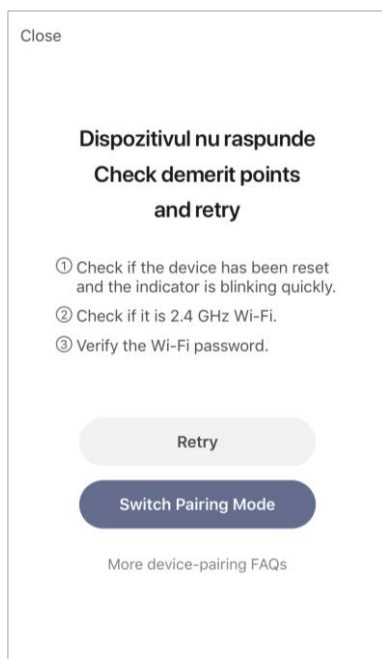 Close
Dispozitivul nu raspunde
Check demerit points
and retry
① Check if the device has been reset
and the indicator is blinking quickly.
② Check if it is 2.4 GHz Wi-Fi.
③ Verify the Wi-Fi password.
Retry
Switch Pairing Mode
More device-pairing FAQs